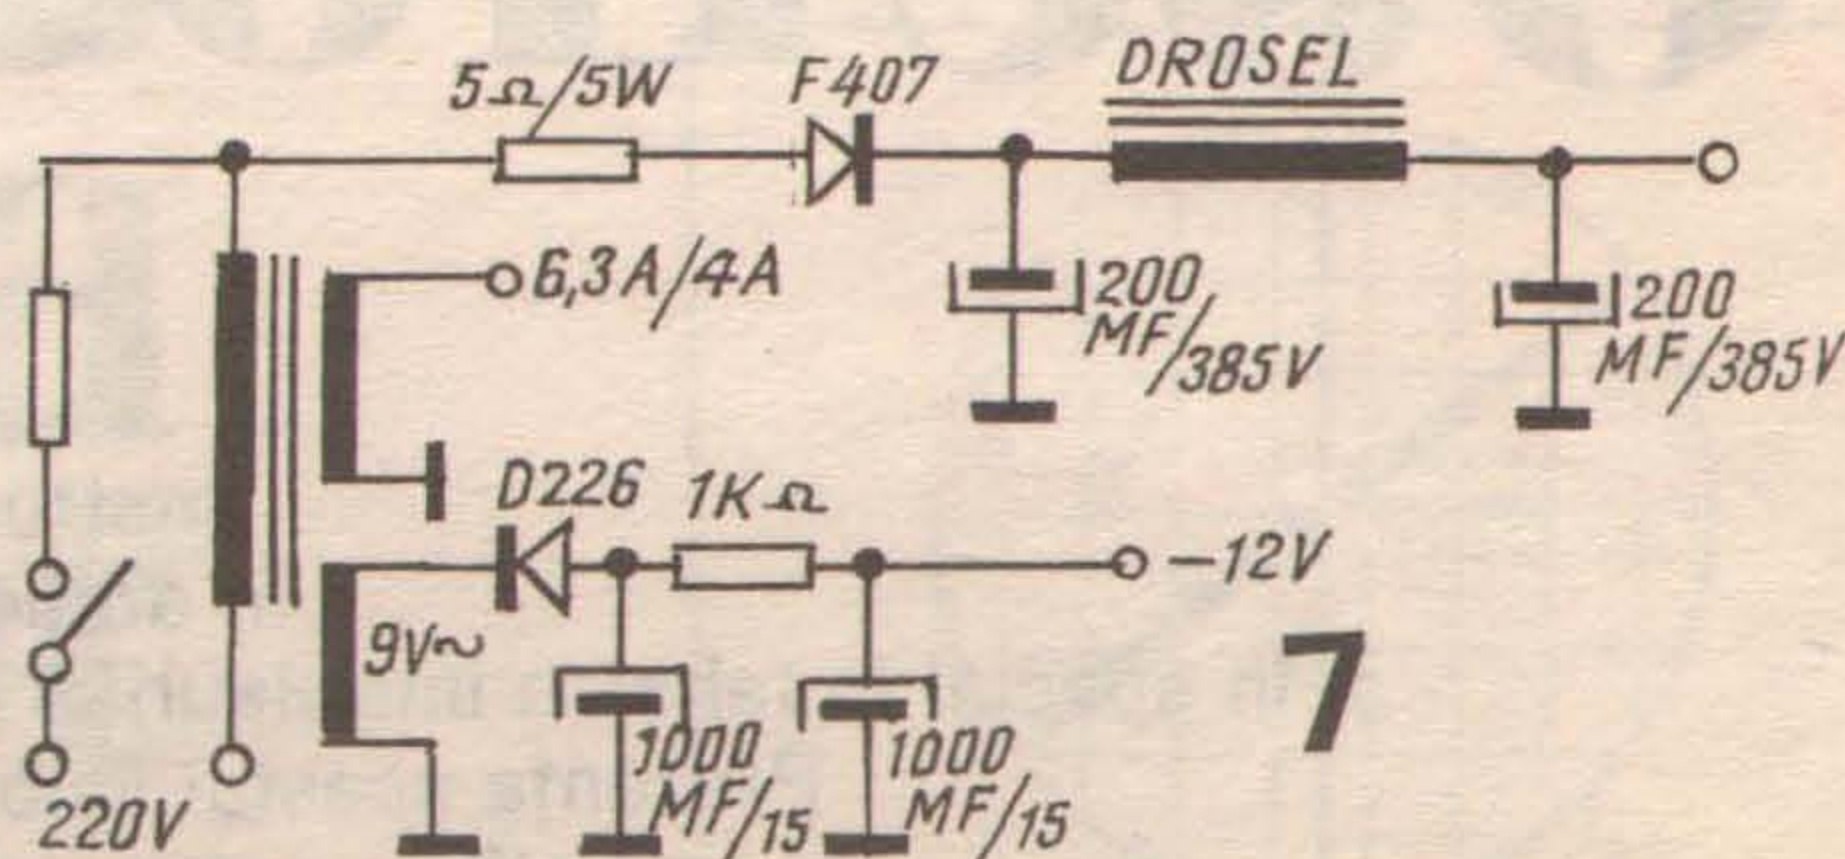 5Ω/5W
F407
DROSEL
6,3A/4A
200
MF/385V
200
MF/385V
D226
1KΩ
-12V
9V~
7
1000
MF/15
1000
MF/15
220V